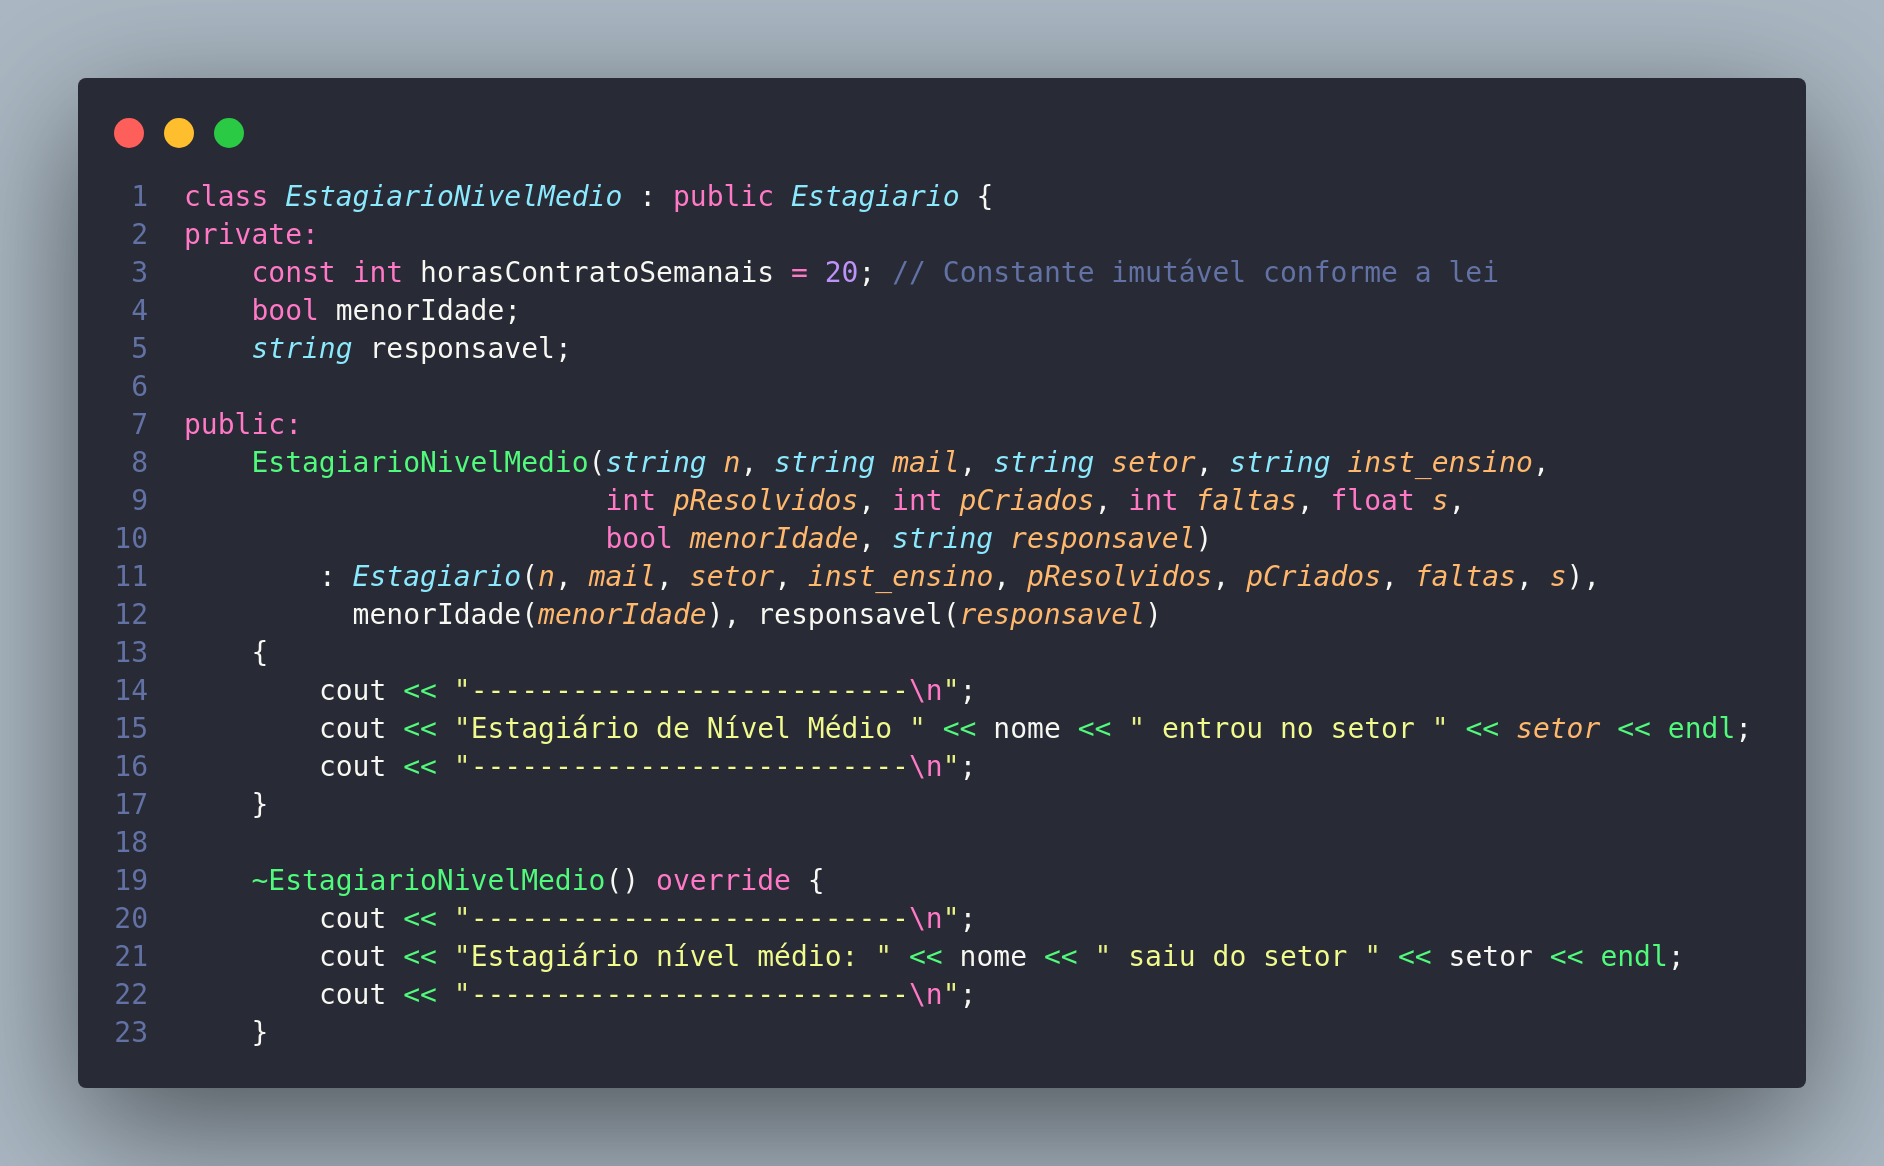 1 class EstagiarioNivelMedio : public Estagiario {
2 private:
3     const int horasContratoSemanais = 20; // Constante imutável conforme a lei
4     bool menorIdade;
5     string responsavel;
6
7 public:
8     EstagiarioNivelMedio(string n, string mail, string setor, string inst_ensino,
9                          int pResolvidos, int pCriados, int faltas, float s,
10                          bool menorIdade, string responsavel)
11         : Estagiario(n, mail, setor, inst_ensino, pResolvidos, pCriados, faltas, s),
12           menorIdade(menorIdade), responsavel(responsavel)
13     {
14         cout << "--------------------------\n";
15         cout << "Estagiário de Nível Médio " << nome << " entrou no setor " << setor << endl;
16         cout << "--------------------------\n";
17     }
18
19     ~EstagiarioNivelMedio() override {
20         cout << "--------------------------\n";
21         cout << "Estagiário nível médio: " << nome << " saiu do setor " << setor << endl;
22         cout << "--------------------------\n";
23     }